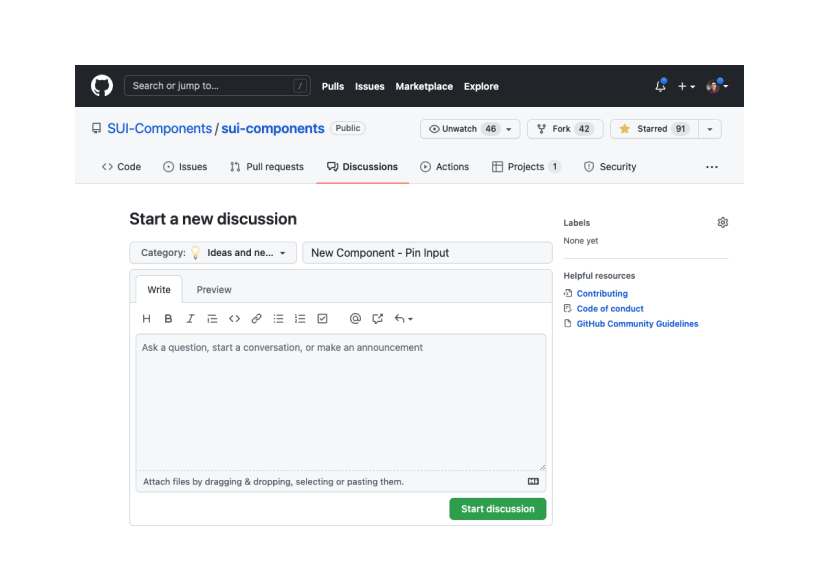 Search or jump to... /
Pulls Issues Marketplace Explore
SUI-Components / sui-components Public
Unwatch 46 Fork 42 Starred 91
Code Issues Pull requests Discussions Actions Projects 1 Security ...
Start a new discussion
Category: Ideas and ne...
New Component - Pin Input
Write Preview
H B I @
Ask a question, start a conversation, or make an announcement
Attach files by dragging & dropping, selecting or pasting them.
Start discussion
Labels
None yet
Helpful resources
Contributing
Code of conduct
GitHub Community Guidelines